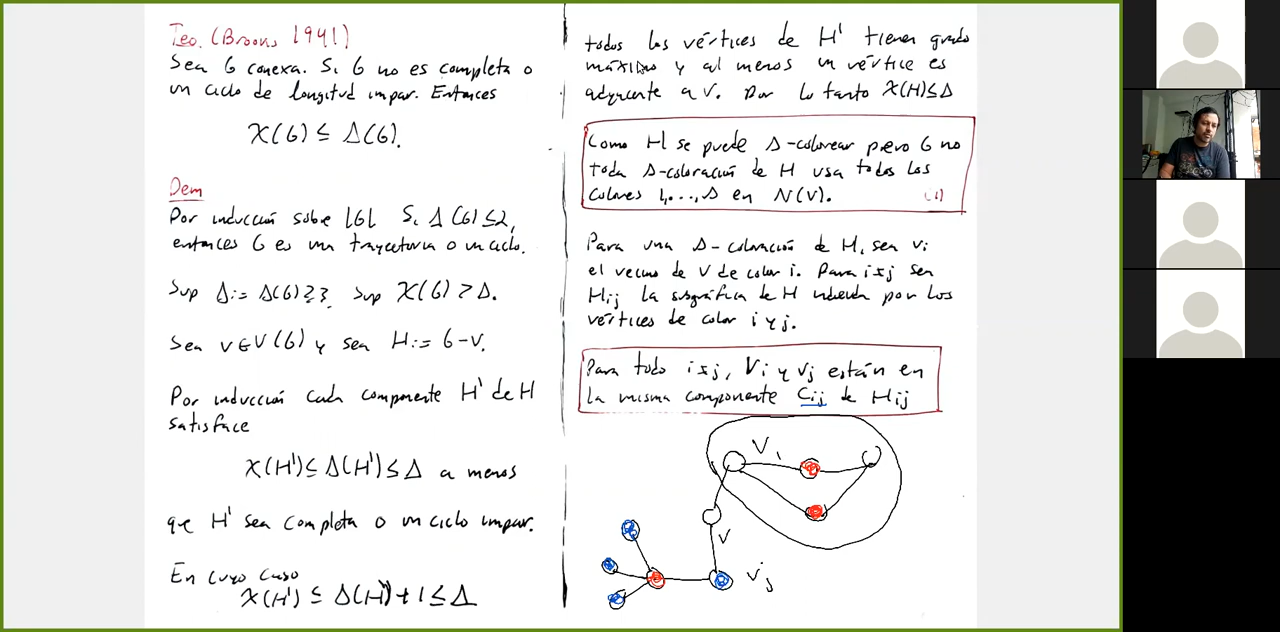 Teo. (Brooks 1941)
Sea G conexa. Si G no es completa o
un ciclo de longitud impar. Entonces
χ(G) ≤ Δ(G).
Dem
Por inducción sobre |G| Si Δ(G) ≤ 2,
entonces G es una trayectoria o un ciclo.
Sup Δ := Δ(G) ≥ 3. Sup χ(G) > Δ.
Sea v ∈ V(G) y sea H := G - v.
Por inducción cada componente H' de H
satisface
χ(H') ≤ Δ(H') ≤ Δ a menos
que H' sea completa o un ciclo impar.
En cuyo caso
χ(H') ≤ Δ(H') + 1 ≤ Δ
todos los vértices de H' tienen grado
máximo y al menos un vértice es
adyacente a v. Por lo tanto χ(H) ≤ Δ
Como H se puede Δ-colorear pero G no
toda Δ-coloración de H usa todos los
colores 1,...,Δ en N(v). (1)
Para una Δ-coloración de H, sea vi
el vecino de v de color i. Para i≠j sea
Hij la subgráfica de H inducida por los
vértices de color i y j.
Para todo i≠j, vi y vj están en
la misma componente Cij de Hij
Vi
V
Vj